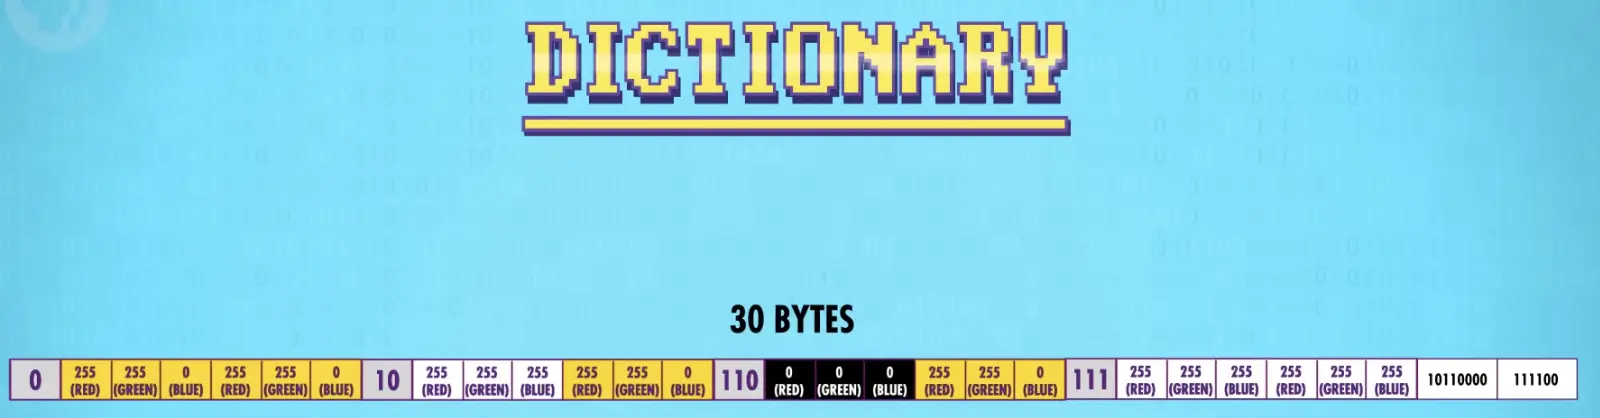 DICTIONARY
30 BYTES
0 255 (RED) 255 (GREEN) 0 (BLUE) 255 (RED) 255 (GREEN) 0 (BLUE) 10 255 (RED) 255 (GREEN) 255 (BLUE) 255 (RED) 255 (GREEN) 0 (BLUE) 110 0 (RED) 0 (GREEN) 0 (BLUE) 255 (RED) 255 (GREEN) 0 (BLUE) 111 255 (RED) 255 (GREEN) 255 (BLUE) 255 (RED) 255 (GREEN) 255 (BLUE) 10110000 111100